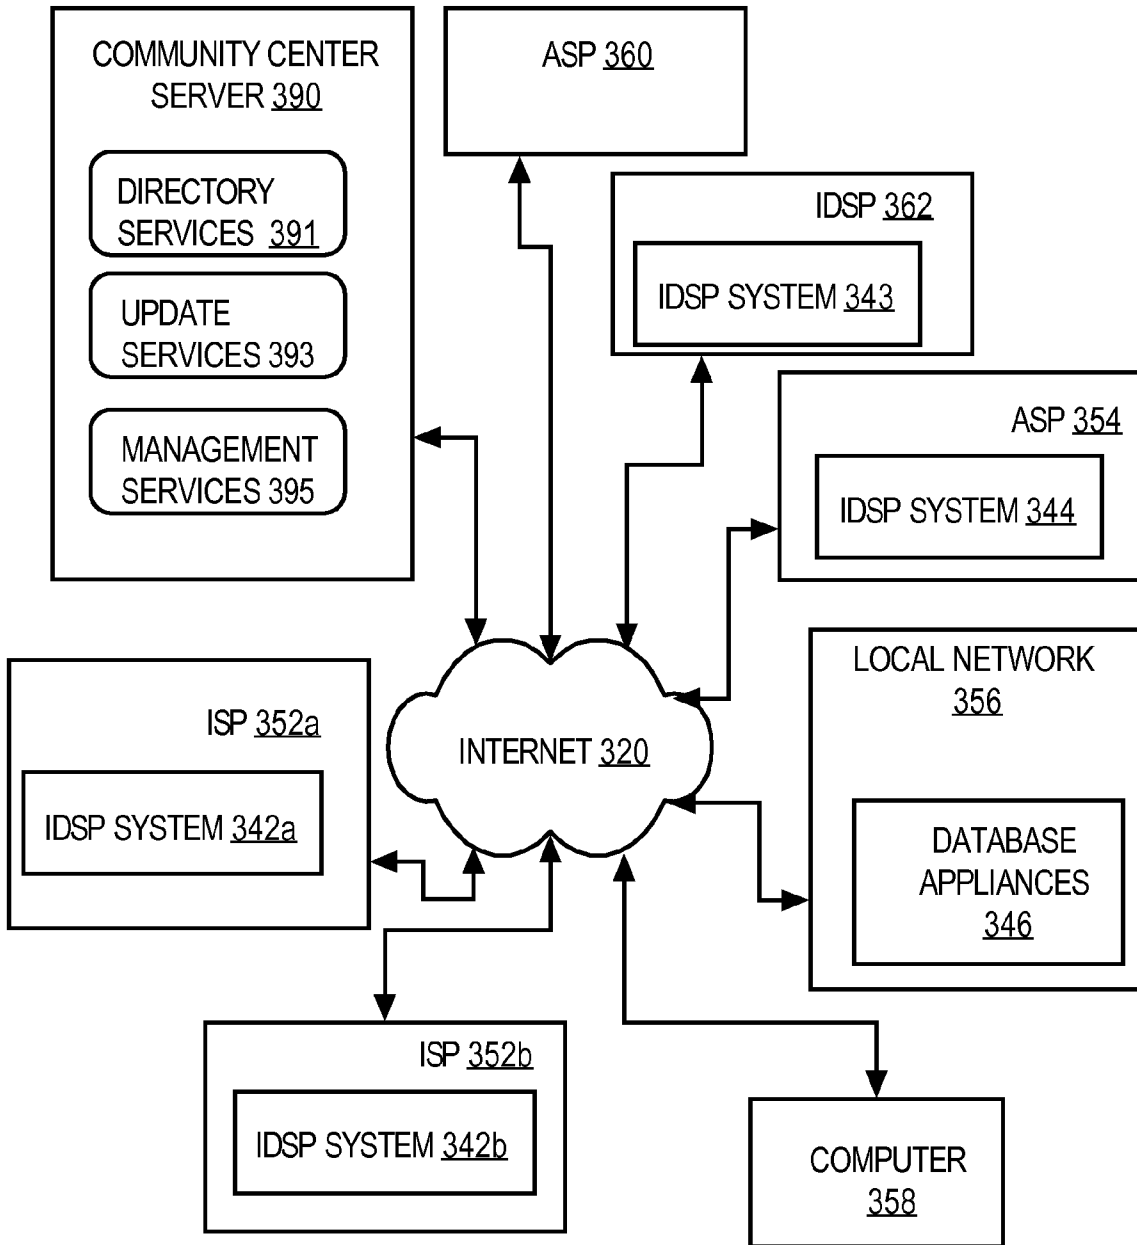 COMMUNITY CENTER
SERVER 390
DIRECTORY
SERVICES 391
UPDATE
SERVICES 393
MANAGEMENT
SERVICES 395
ASP 360
IDSP 362
IDSP SYSTEM 343
ASP 354
IDSP SYSTEM 344
LOCAL NETWORK
356
DATABASE
APPLIANCES
346
INTERNET 320
ISP 352a
IDSP SYSTEM 342a
ISP 352b
IDSP SYSTEM 342b
COMPUTER
358